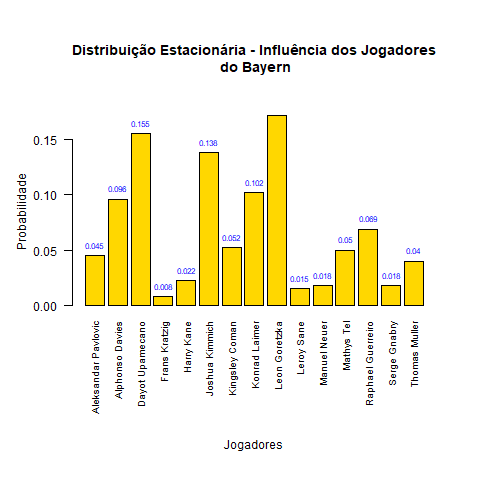 Distribuição Estacionária - Influência dos Jogadores
do Bayern
Probabilidade
0.15
0.10
0.05
0.00
0.045
0.096
0.155
0.008
0.022
0.138
0.052
0.102
0.015
0.018
0.05
0.069
0.018
0.04
Aleksandar Pavlovic
Alphonso Davies
Dayot Upamecano
Frans Kratzig
Harry Kane
Joshua Kimmich
Kingsley Coman
Konrad Laimer
Leon Goretzka
Leroy Sane
Manuel Neuer
Mathys Tel
Raphael Guerreiro
Serge Gnabry
Thomas Muller
Jogadores